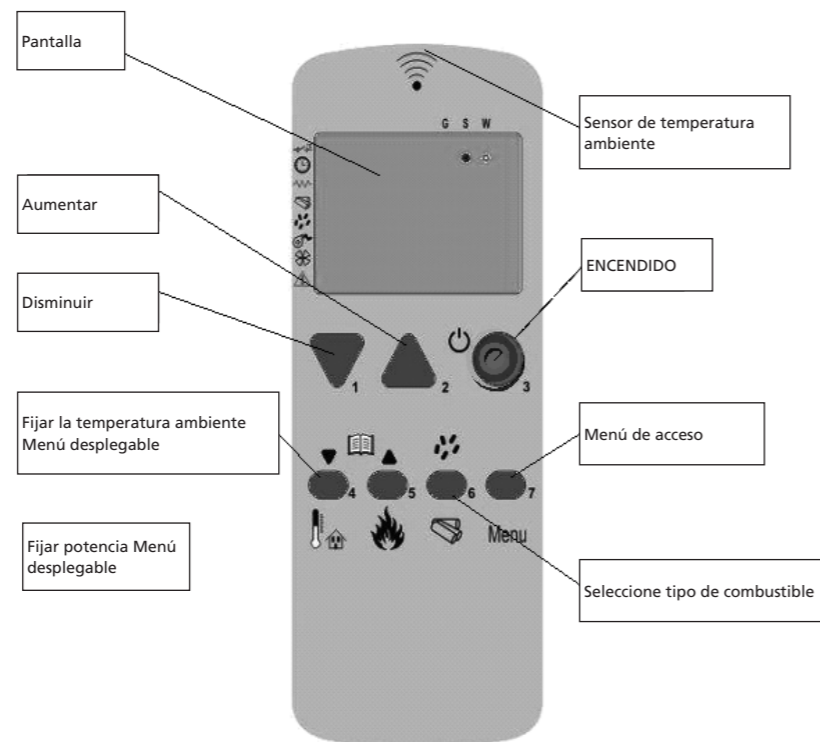 Pantalla
G S W
Sensor de temperatura
ambiente
Aumentar
ENCENDIDO
Disminuir
1
2
3
Fijar la temperatura ambiente
Menú desplegable
Menú de acceso
4
5
6
7
Menu
Fijar potencia Menú
desplegable
Seleccione tipo de combustible